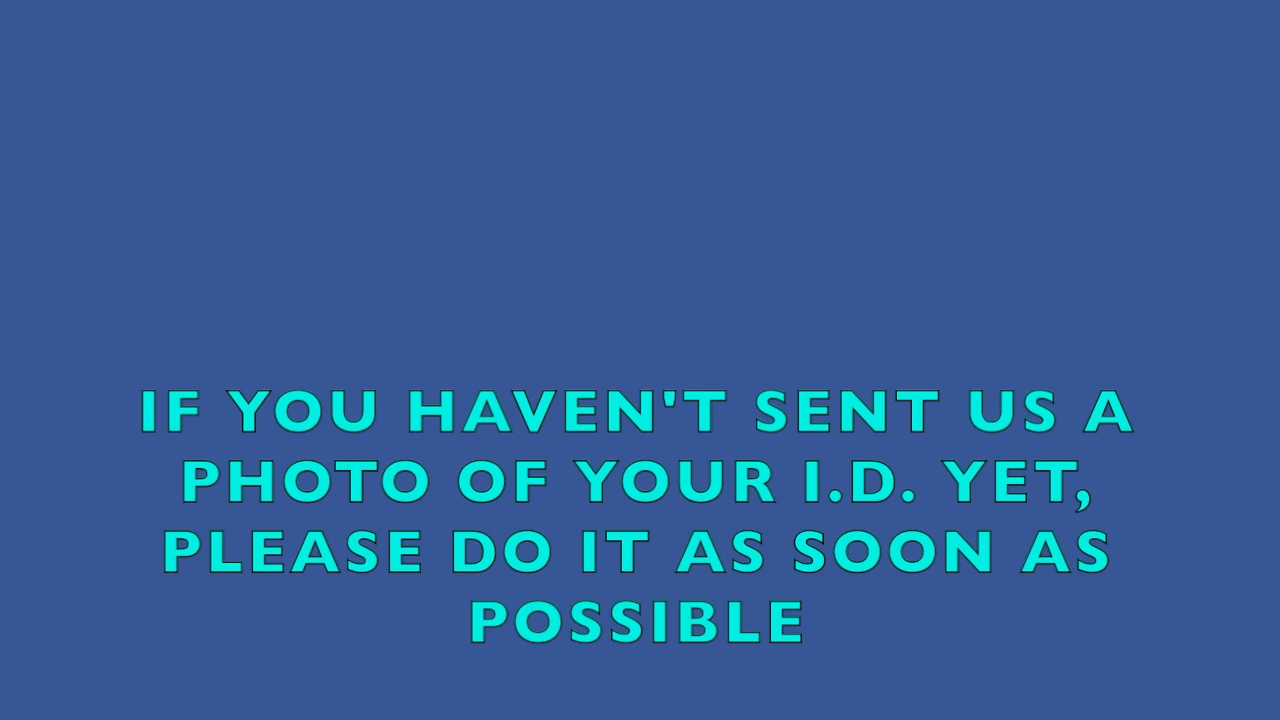 IF YOU HAVEN'T SENT US A
PHOTO OF YOUR I.D. YET,
PLEASE DO IT AS SOON AS
POSSIBLE